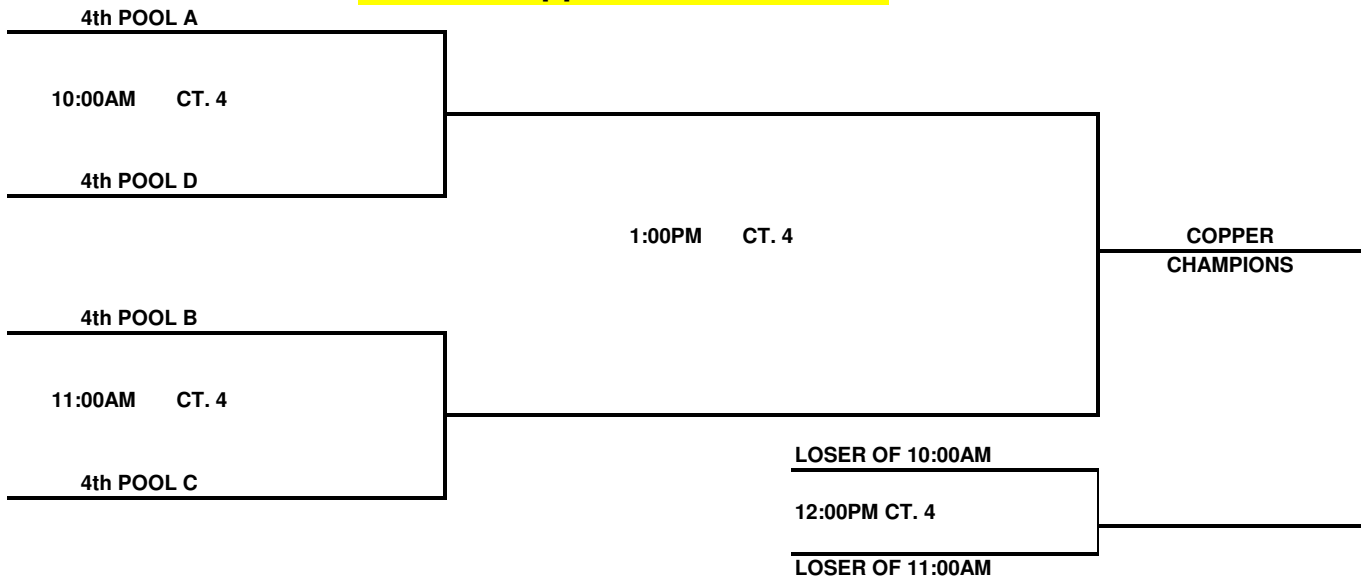 4th POOL A
10:00AM CT. 4
4th POOL D
1:00PM CT. 4
COPPER
CHAMPIONS
4th POOL B
11:00AM CT. 4
LOSER OF 10:00AM
4th POOL C
12:00PM CT. 4
LOSER OF 11:00AM